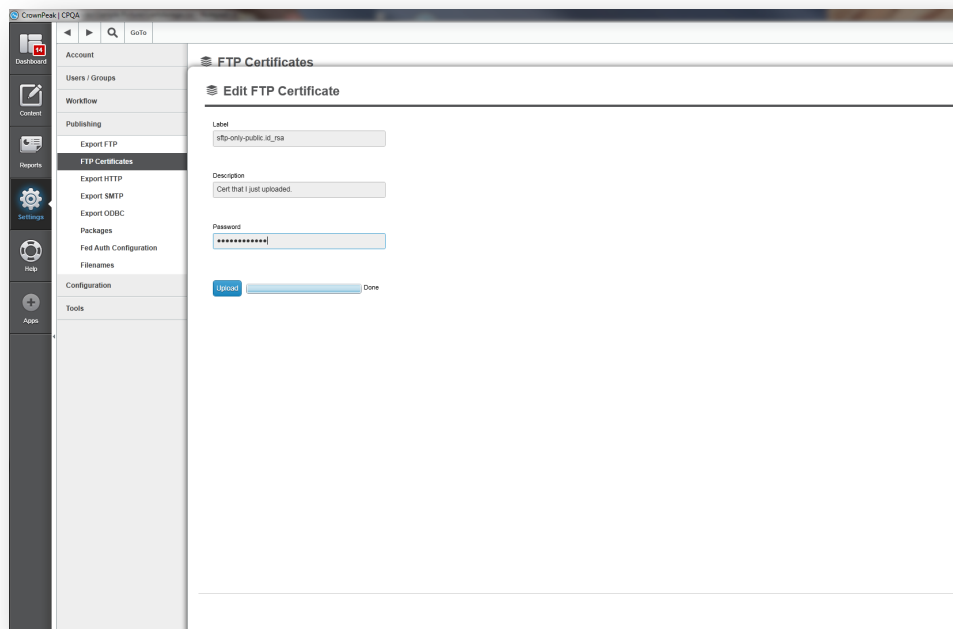 CrownPeak | CPQA
GoTo
14
Dashboard
Content
Reports
Settings
Help
Apps
Account
Users / Groups
Workflow
Publishing
Export FTP
FTP Certificates
Export HTTP
Export SMTP
Export ODBC
Packages
Fed Auth Configuration
Filenames
Configuration
Tools
FTP Certificates
Edit FTP Certificate
Label
sftp-only-public.id_rsa
Description
Cert that I just uploaded.
Password
••••••••••••
Upload Done